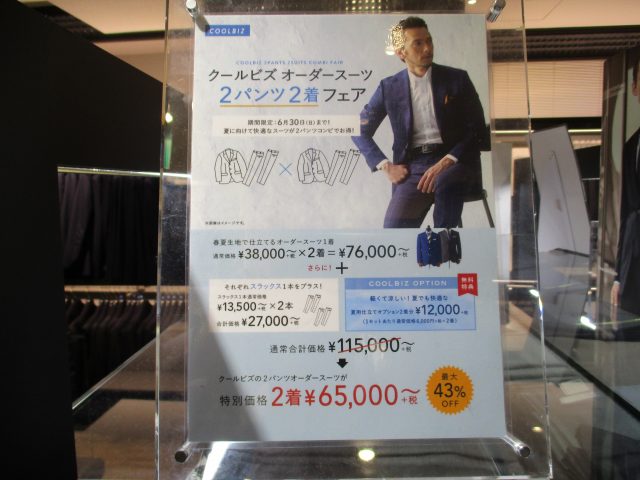 COOLBIZ
COOLBIZ 2PANTS 2SUITS COMBI FAIR
クールビズ オーダースーツ
2パンツ2着フェア
期間限定：6月30日(日)まで！
夏に向けて快適なスーツが2パンツコンビでお得！
×
※画像はイメージです。
春夏生地で仕立てるオーダースーツ1着
通常価格 ¥38,000~+税×2着＝¥76,000~+税
さらに！＋
それぞれスラックス1本をプラス！
スラックス1本通常価格
¥13,500~+税×2本
合計価格 ¥27,000~+税
COOLBIZ OPTION
無料特典
軽くて涼しい！夏でも快適な
夏用仕立てオプション2着分 ¥12,000~+税
通常合計価格 ¥115,000~+税
クールビズの2パンツオーダースーツが
特別価格 2着¥65,000~+税
最大
43%
OFF